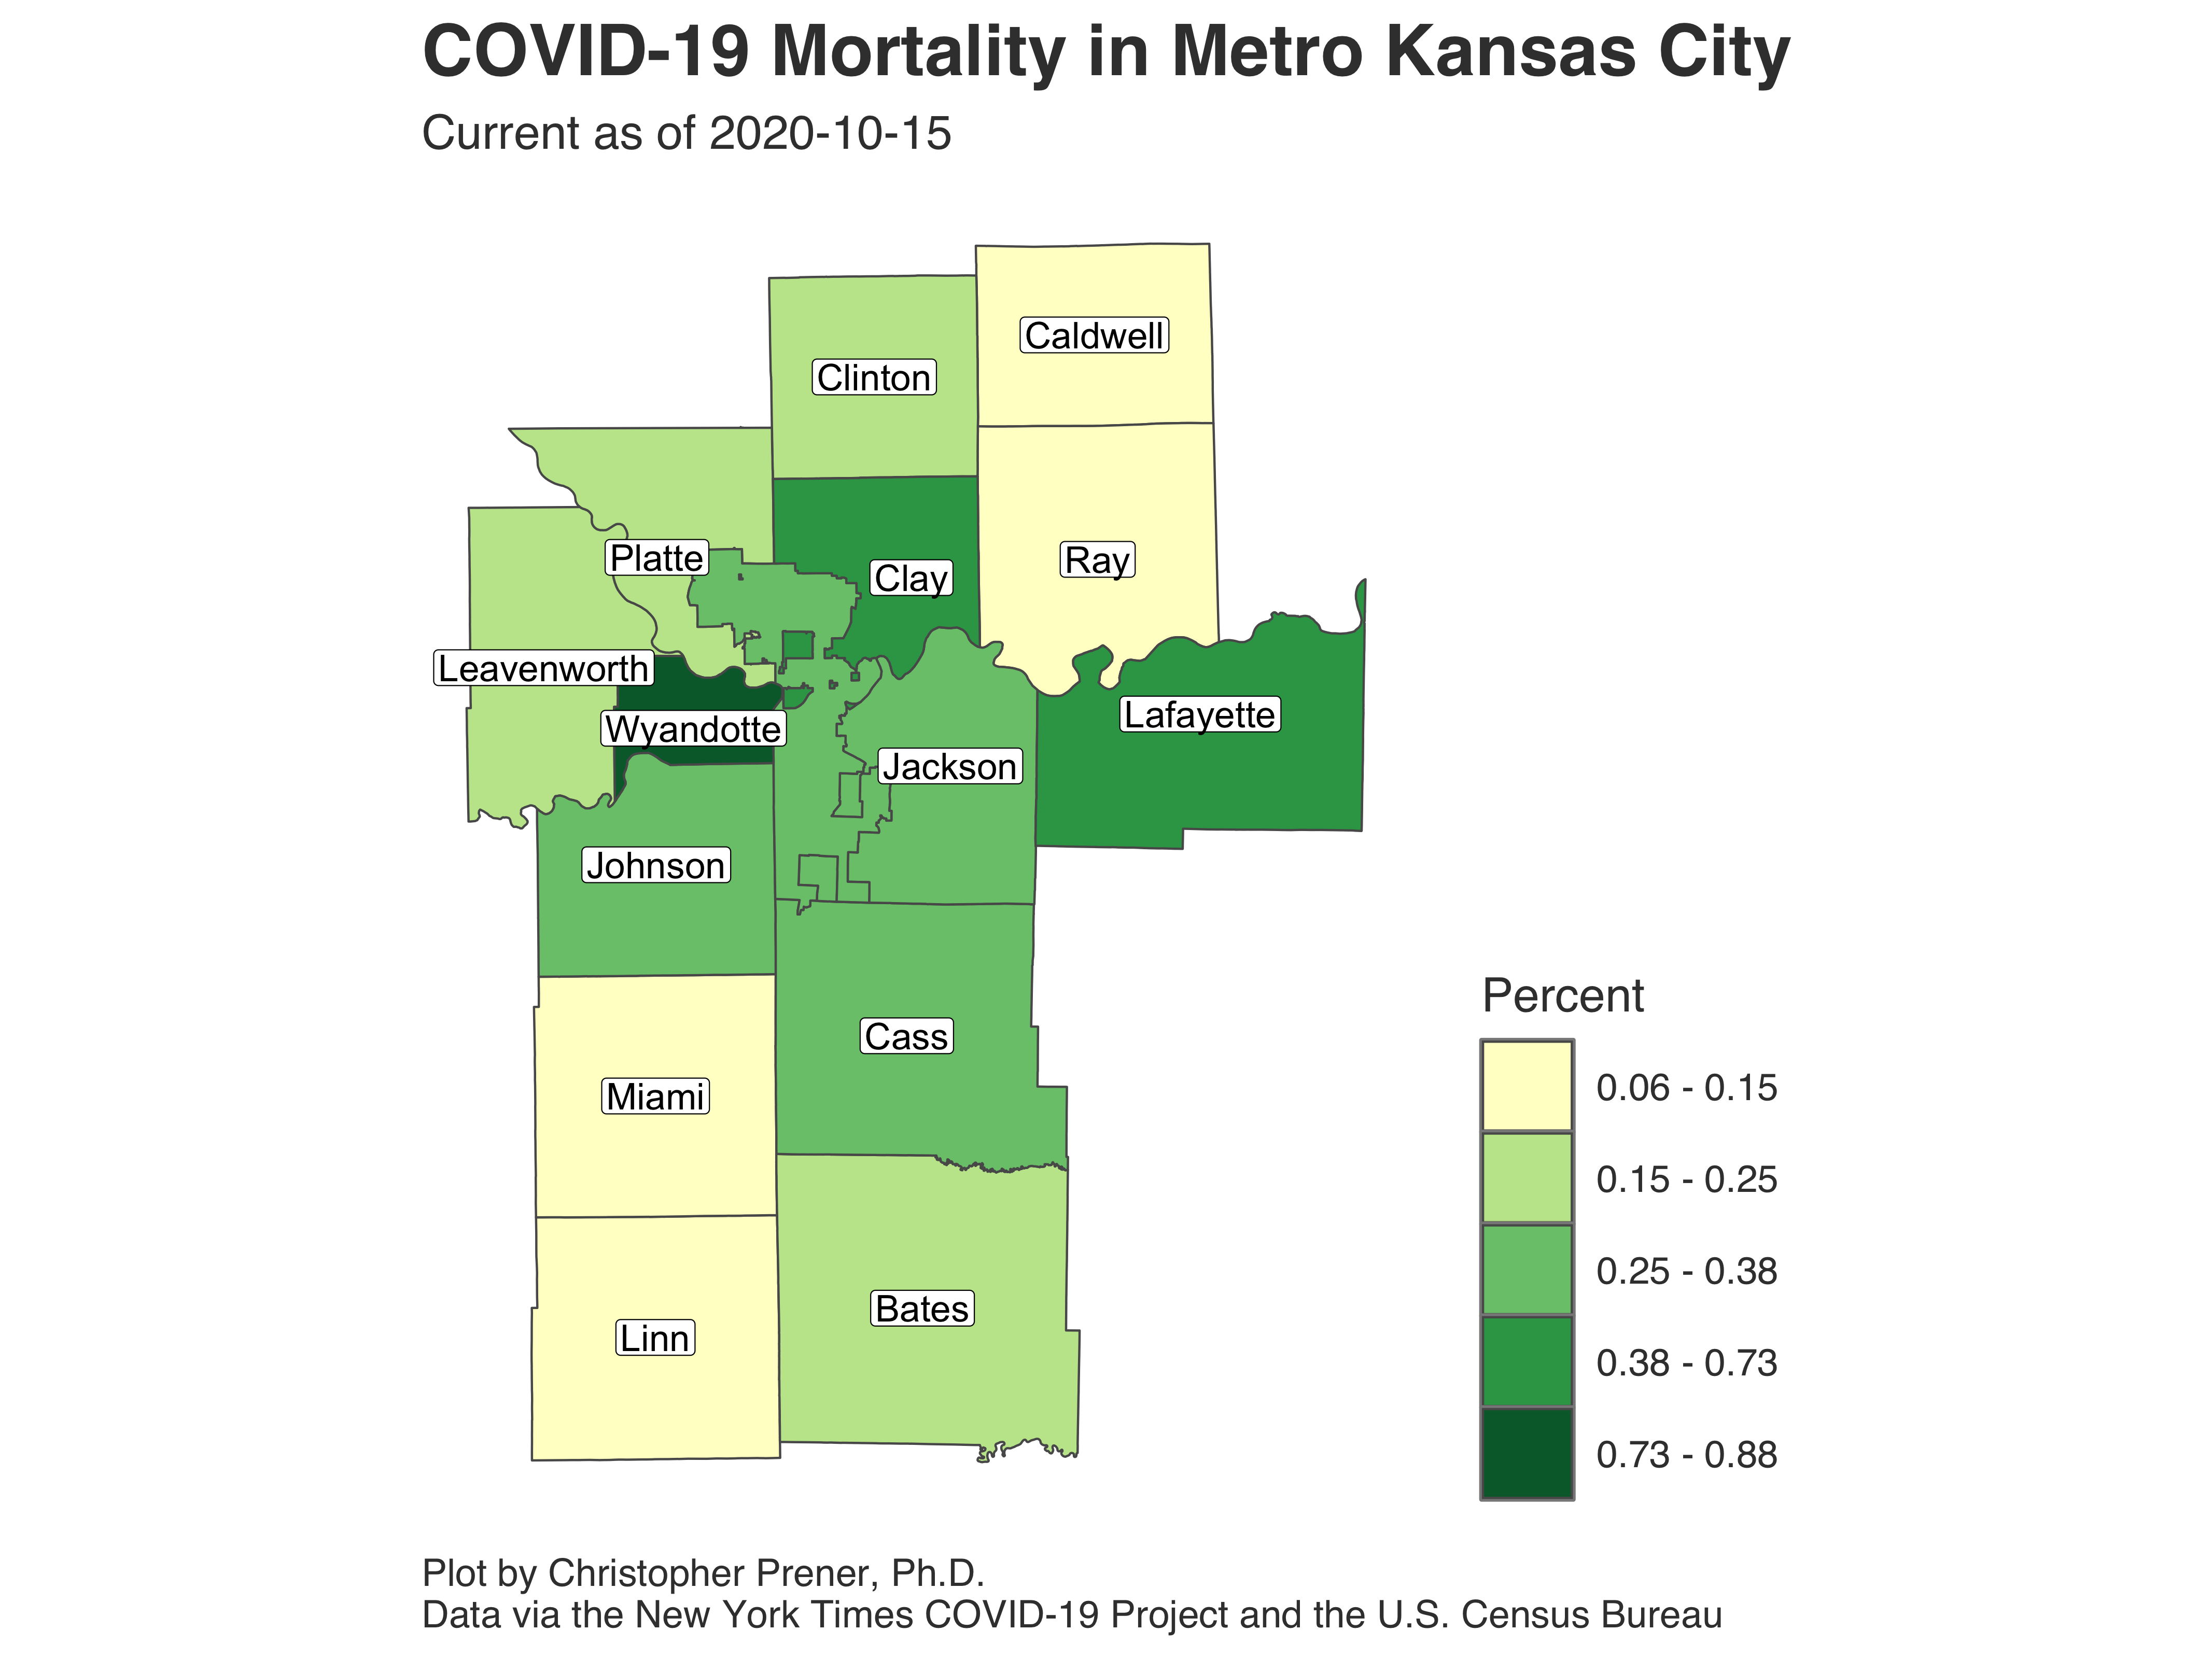 COVID-19 Mortality in Metro Kansas City
Current as of 2020-10-15
Caldwell
Clinton
Platte
Clay
Ray
Leavenworth
Wyandotte
Lafayette
Jackson
Johnson
Cass
Miami
Bates
Linn
Percent
0.06 - 0.15
0.15 - 0.25
0.25 - 0.38
0.38 - 0.73
0.73 - 0.88
Plot by Christopher Prener, Ph.D.
Data via the New York Times COVID-19 Project and the U.S. Census Bureau